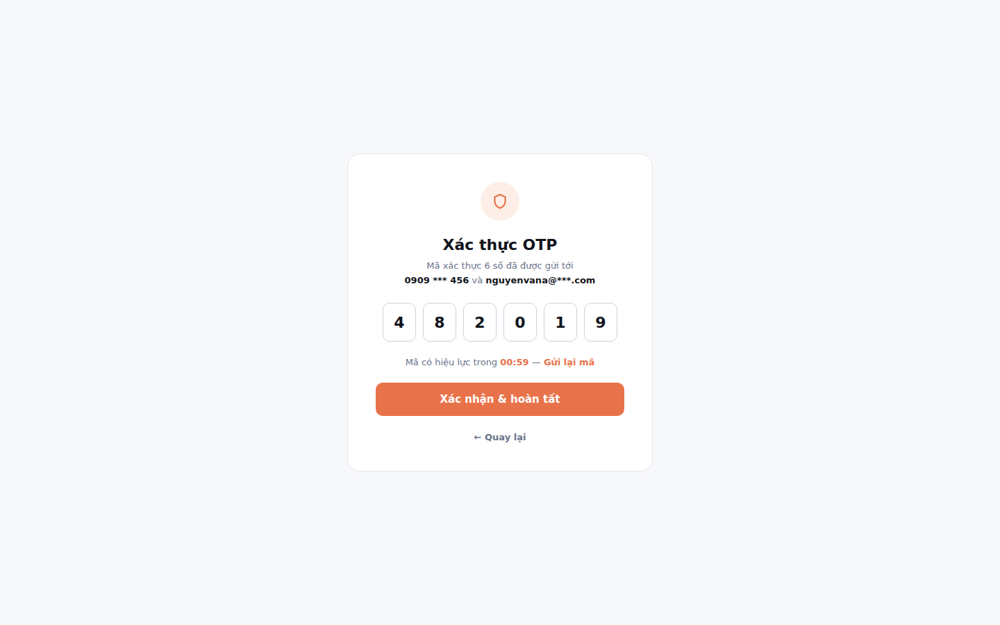 Xác thực OTP
Mã xác thực 6 số đã được gửi tới
0909 *** 456 và nguyenvana@***.com
4 8 2 0 1 9
Mã có hiệu lực trong 00:59 — Gửi lại mã
Xác nhận & hoàn tất
← Quay lại